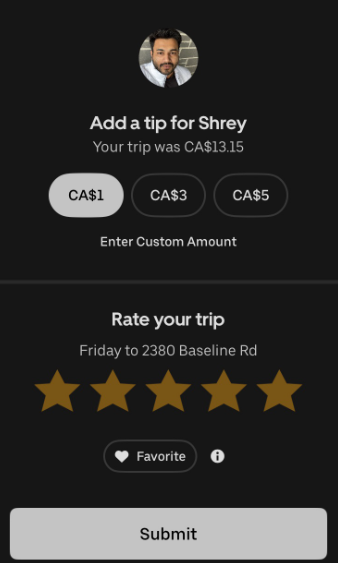 Add a tip for Shrey
Your trip was CA$13.15
CA$1 CA$3 CA$5
Enter Custom Amount
Rate your trip
Friday to 2380 Baseline Rd
Favorite
Submit